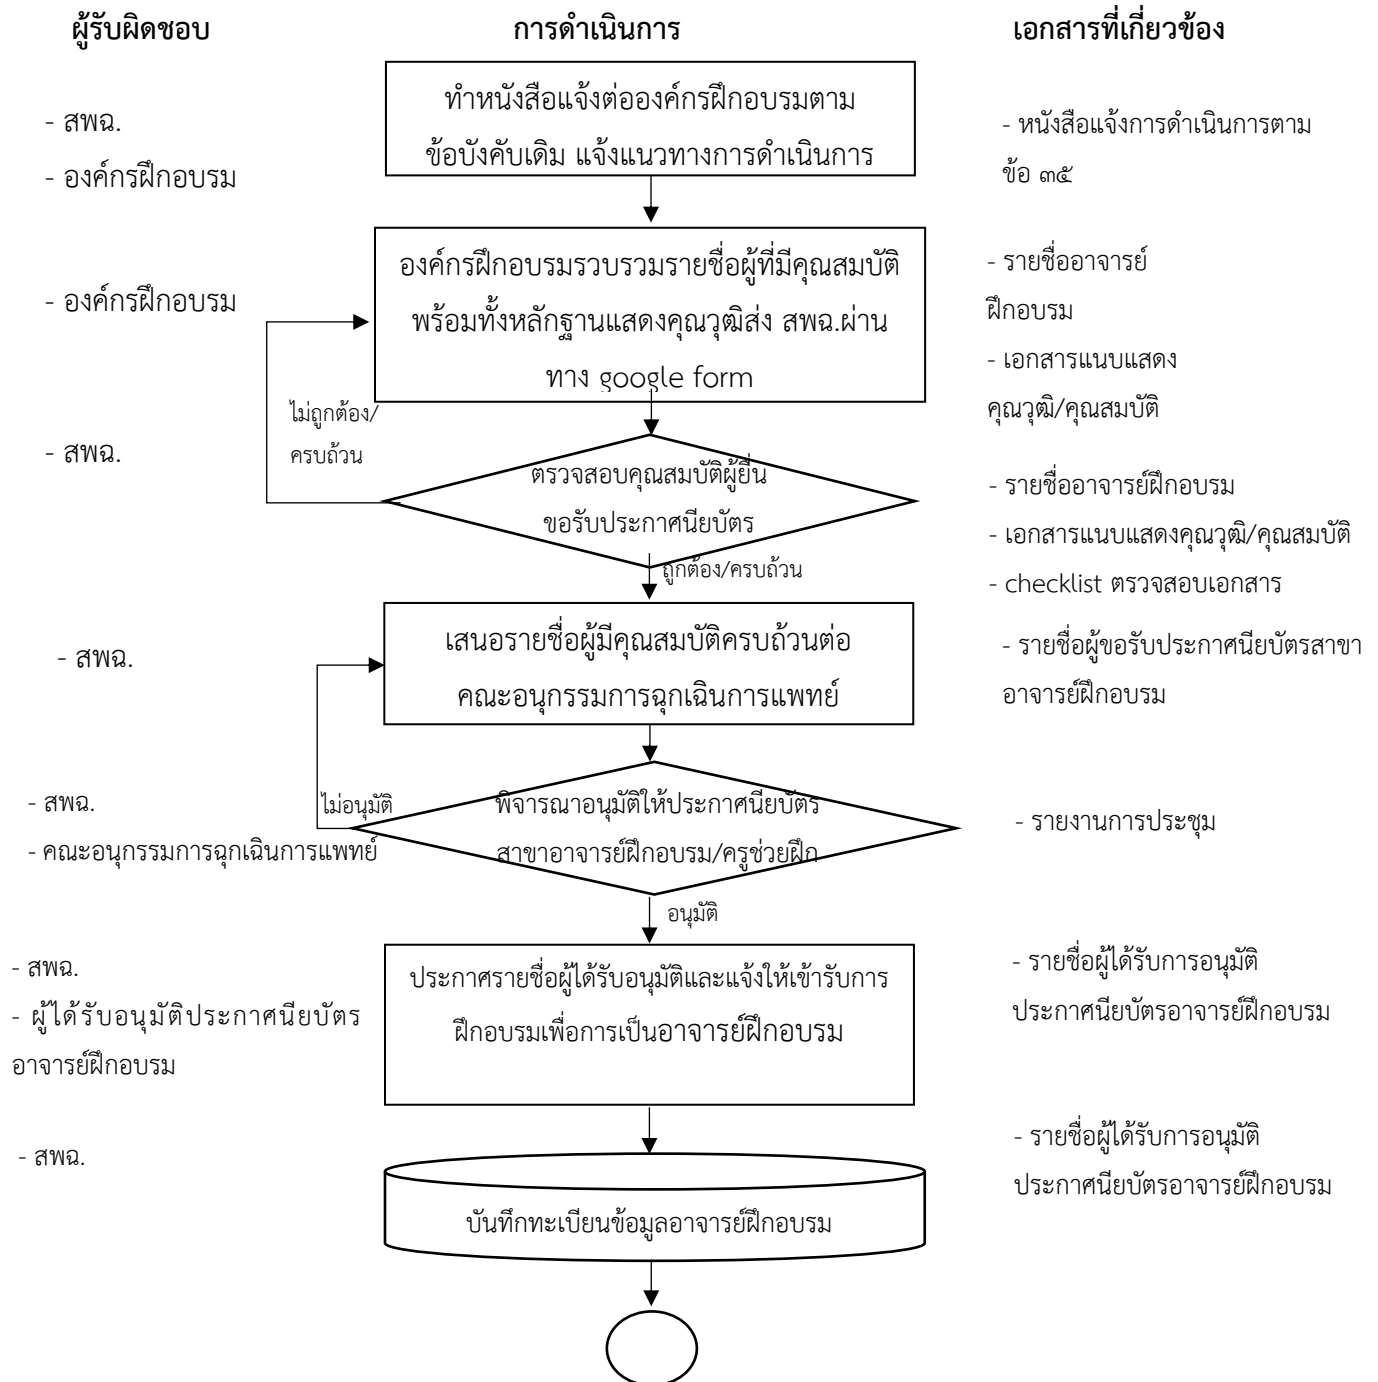 ผู้รับผิดชอบ
การดำเนินการ
เอกสารที่เกี่ยวข้อง
- สพฉ.
- องค์กรฝึกอบรม
ทำหนังสือแจ้งต่อองค์กรฝึกอบรมตาม
ข้อบังคับเดิม แจ้งแนวทางการดำเนินการ
- หนังสือแจ้งการดำเนินการตาม
ข้อ ๓๕
- องค์กรฝึกอบรม
องค์กรฝึกอบรมรวบรวมรายชื่อผู้ที่มีคุณสมบัติ
พร้อมทั้งหลักฐานแสดงคุณวุฒิส่ง สพฉ.ผ่าน
ทาง google form
- รายชื่ออาจารย์
ฝึกอบรม
- เอกสารแนบแสดง
คุณวุฒิ/คุณสมบัติ
ไม่ถูกต้อง/
ครบถ้วน
- สพฉ.
ตรวจสอบคุณสมบัติผู้ยื่น
ขอรับประกาศนียบัตร
- รายชื่ออาจารย์ฝึกอบรม
- เอกสารแนบแสดงคุณวุฒิ/คุณสมบัติ
- checklist ตรวจสอบเอกสาร
ถูกต้อง/ครบถ้วน
- สพฉ.
เสนอรายชื่อผู้มีคุณสมบัติครบถ้วนต่อ
คณะอนุกรรมการฉุกเฉินการแพทย์
- รายชื่อผู้ขอรับประกาศนียบัตรสาขา
อาจารย์ฝึกอบรม
- สพฉ.
- คณะอนุกรรมการฉุกเฉินการแพทย์
ไม่อนุมัติ
พิจารณาอนุมัติให้ประกาศนียบัตร
สาขาอาจารย์ฝึกอบรม/ครูช่วยฝึก
- รายงานการประชุม
อนุมัติ
- สพฉ.
- ผู้ได้รับอนุมัติประกาศนียบัตร
อาจารย์ฝึกอบรม
ประกาศรายชื่อผู้ได้รับอนุมัติและแจ้งให้เข้ารับการ
ฝึกอบรมเพื่อการเป็นอาจารย์ฝึกอบรม
- รายชื่อผู้ได้รับการอนุมัติ
ประกาศนียบัตรอาจารย์ฝึกอบรม
- สพฉ.
บันทึกทะเบียนข้อมูลอาจารย์ฝึกอบรม
- รายชื่อผู้ได้รับการอนุมัติ
ประกาศนียบัตรอาจารย์ฝึกอบรม